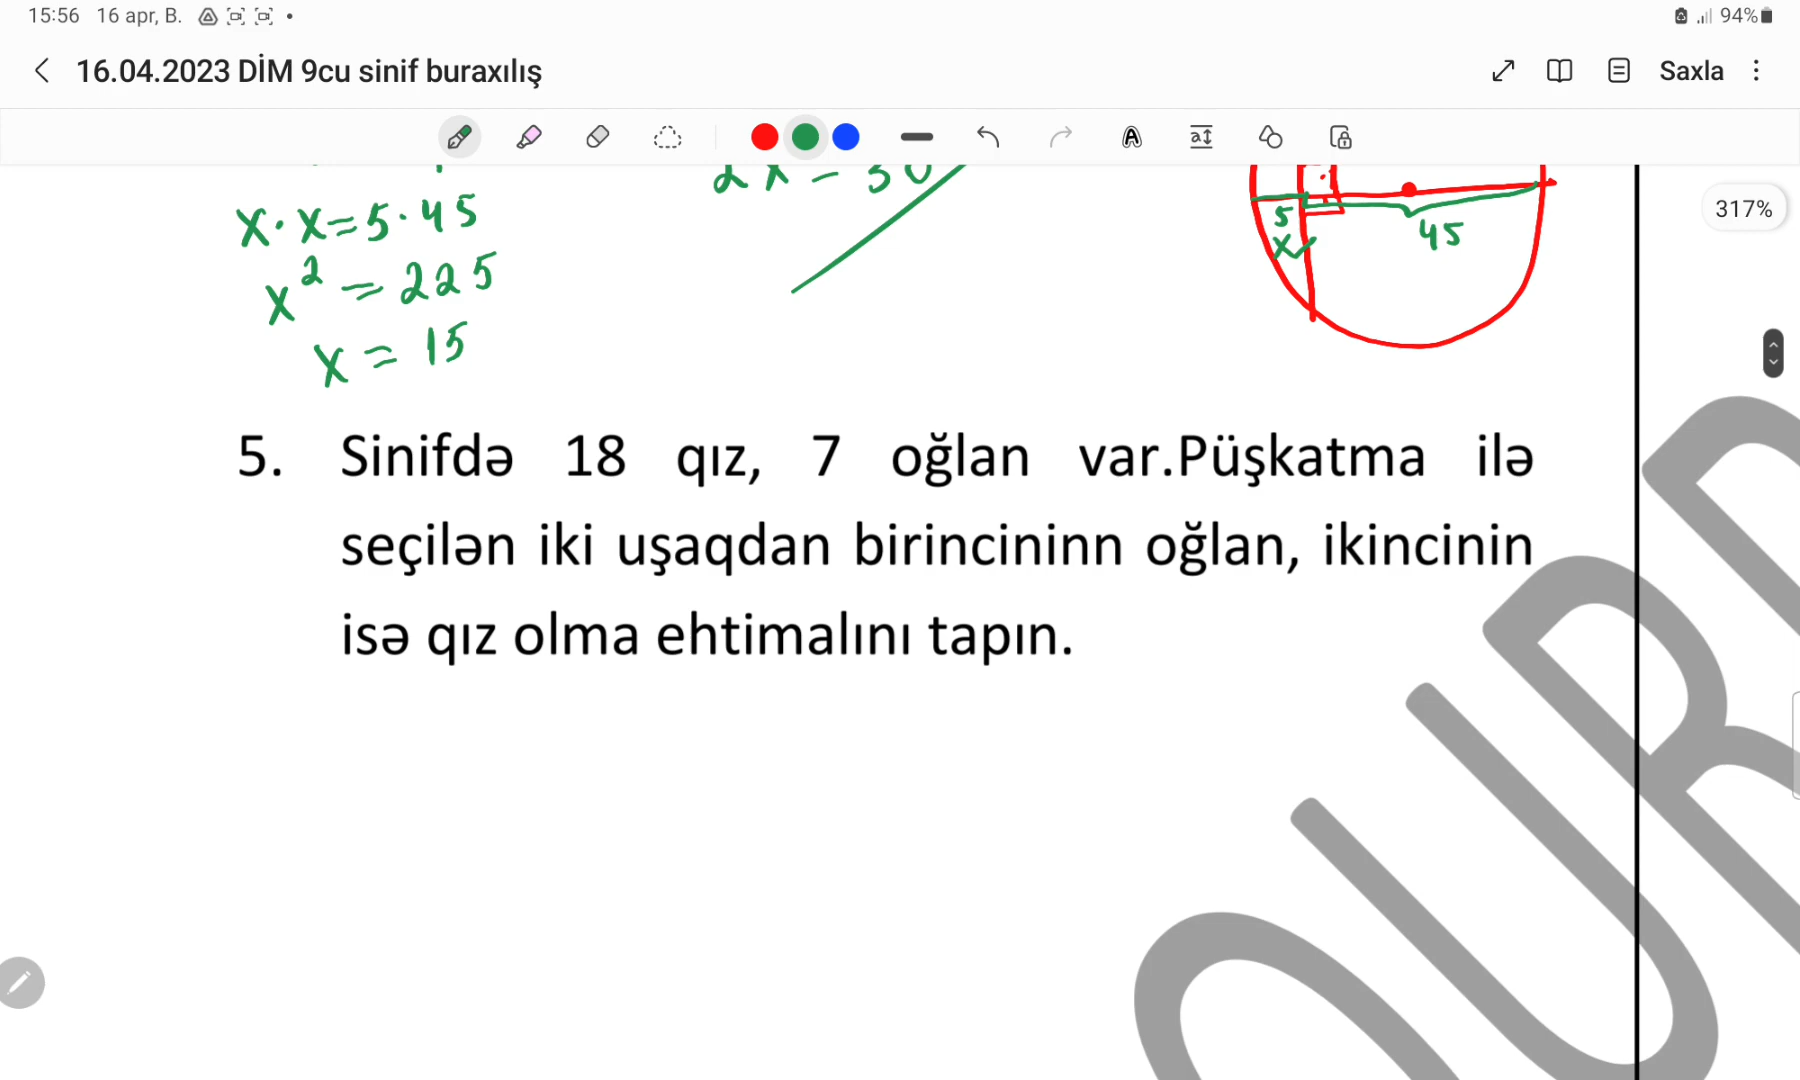 15:56 16 apr, B.
94%
16.04.2023 DİM 9cu sinif buraxılış
Saxla
317%
2x = 30
x·x=5·45
x²=225
x=15
5
x
45
5. Sinifdə 18 qız, 7 oğlan var.Püşkatma ilə
seçilən iki uşaqdan birincininn oğlan, ikincinin
isə qız olma ehtimalını tapın.